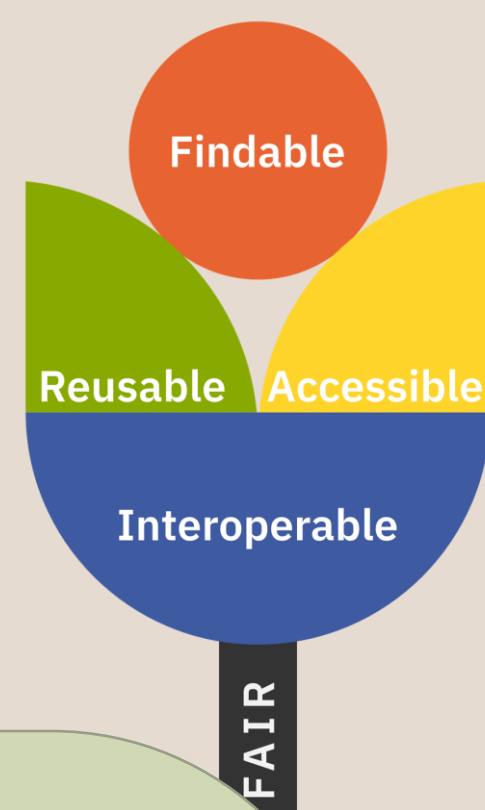 Findable
Reusable
Accessible
Interoperable
FAIR